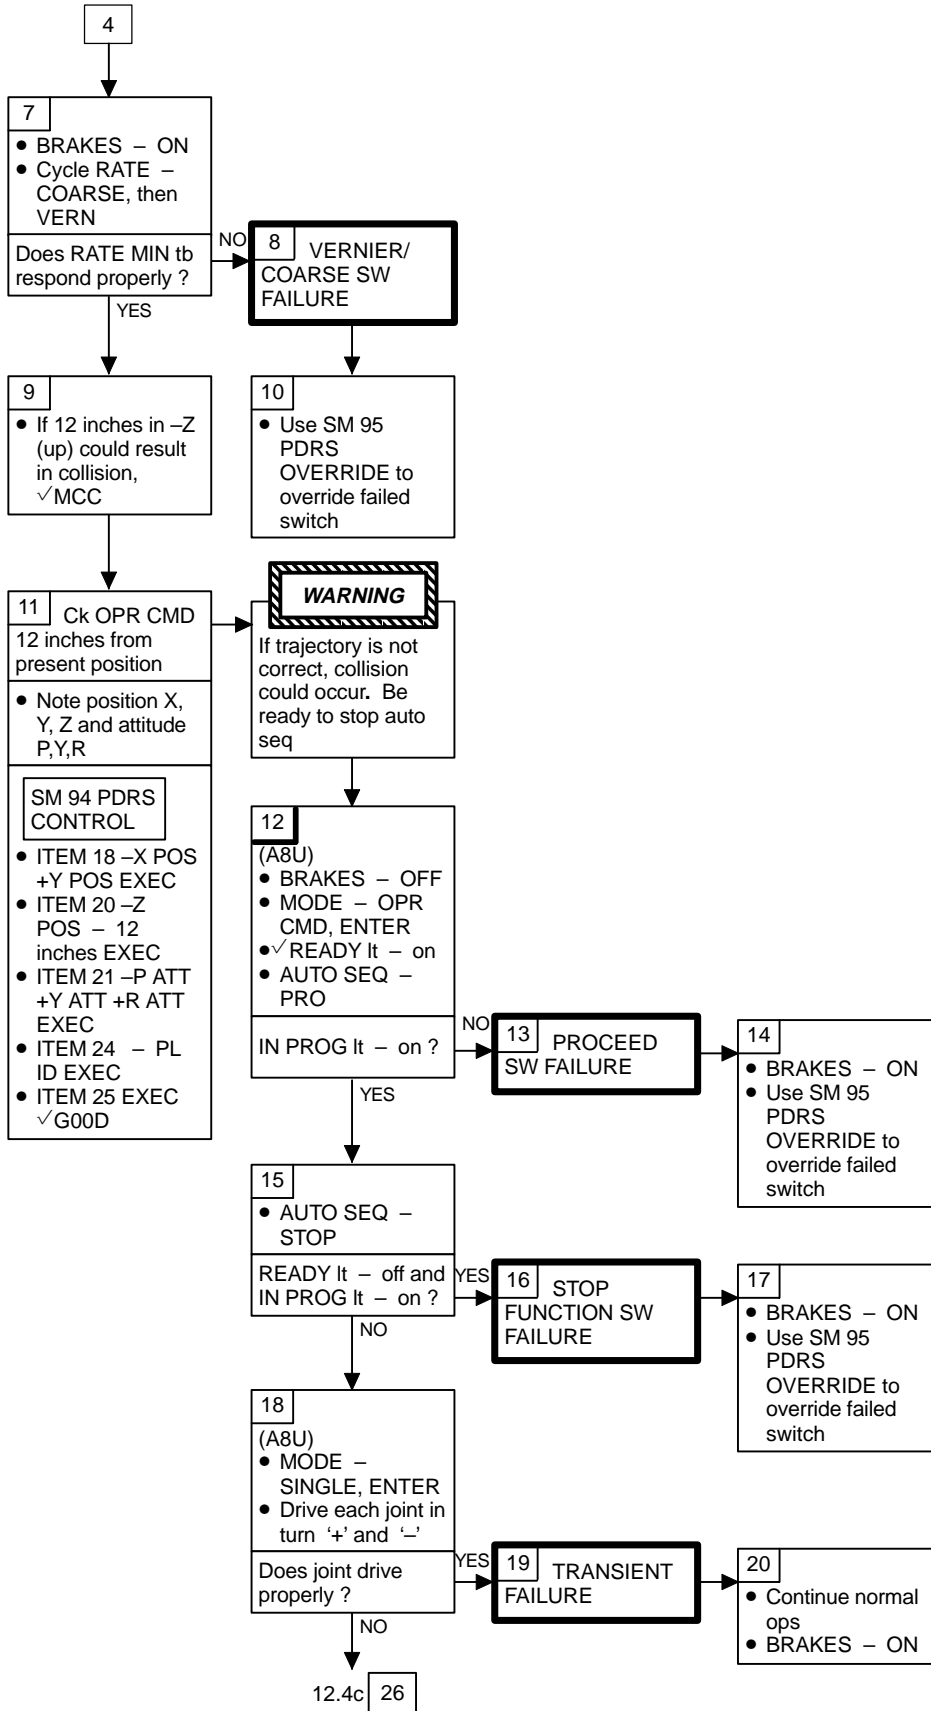 4
7
● BRAKES – ON
● Cycle RATE –
COARSE, then
VERN
Does RATE MIN tb
respond properly ?
NO
YES
8 VERNIER/
COARSE SW
FAILURE
9
● If 12 inches in –Z
(up) could result
in collision,
√MCC
10
● Use SM 95
PDRS
OVERRIDE to
override failed
switch
11 Ck OPR CMD
12 inches from
present position
● Note position X,
Y, Z and attitude
P,Y,R
SM 94 PDRS
CONTROL
● ITEM 18 –X POS
+Y POS EXEC
● ITEM 20 –Z
POS – 12
inches EXEC
● ITEM 21 –P ATT
+Y ATT +R ATT
EXEC
● ITEM 24 – PL
ID EXEC
● ITEM 25 EXEC
√G00D
WARNING
If trajectory is not
correct, collision
could occur. Be
ready to stop auto
seq
12
(A8U)
● BRAKES – OFF
● MODE – OPR
CMD, ENTER
●√READY lt – on
● AUTO SEQ –
PRO
IN PROG lt – on ?
NO
YES
13 PROCEED
SW FAILURE
14
● BRAKES – ON
● Use SM 95
PDRS
OVERRIDE to
override failed
switch
15
● AUTO SEQ –
STOP
READY lt – off and
IN PROG lt – on ?
YES
NO
16 STOP
FUNCTION SW
FAILURE
17
● BRAKES – ON
● Use SM 95
PDRS
OVERRIDE to
override failed
switch
18
(A8U)
● MODE –
SINGLE, ENTER
● Drive each joint in
turn ‘+’ and ‘–’
Does joint drive
properly ?
YES
NO
19 TRANSIENT
FAILURE
20
● Continue normal
ops
● BRAKES – ON
12.4c 26